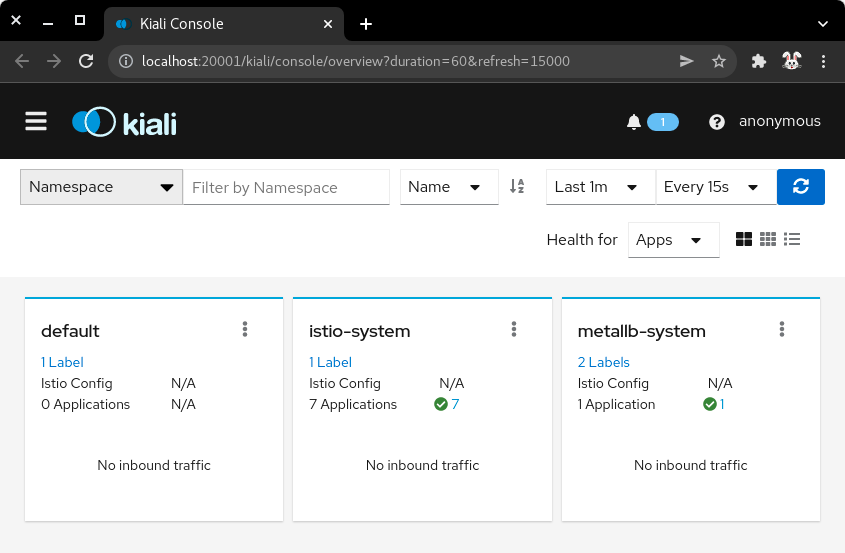 Kiali Console
localhost:20001/kiali/console/overview?duration=60&refresh=15000
kiali
1
anonymous
Namespace
Filter by Namespace
Name
Last 1m
Every 15s
Health for
Apps
default
1 Label
Istio Config N/A
0 Applications N/A
No inbound traffic
istio-system
1 Label
Istio Config N/A
7 Applications 7
No inbound traffic
metallb-system
2 Labels
Istio Config N/A
1 Application 1
No inbound traffic